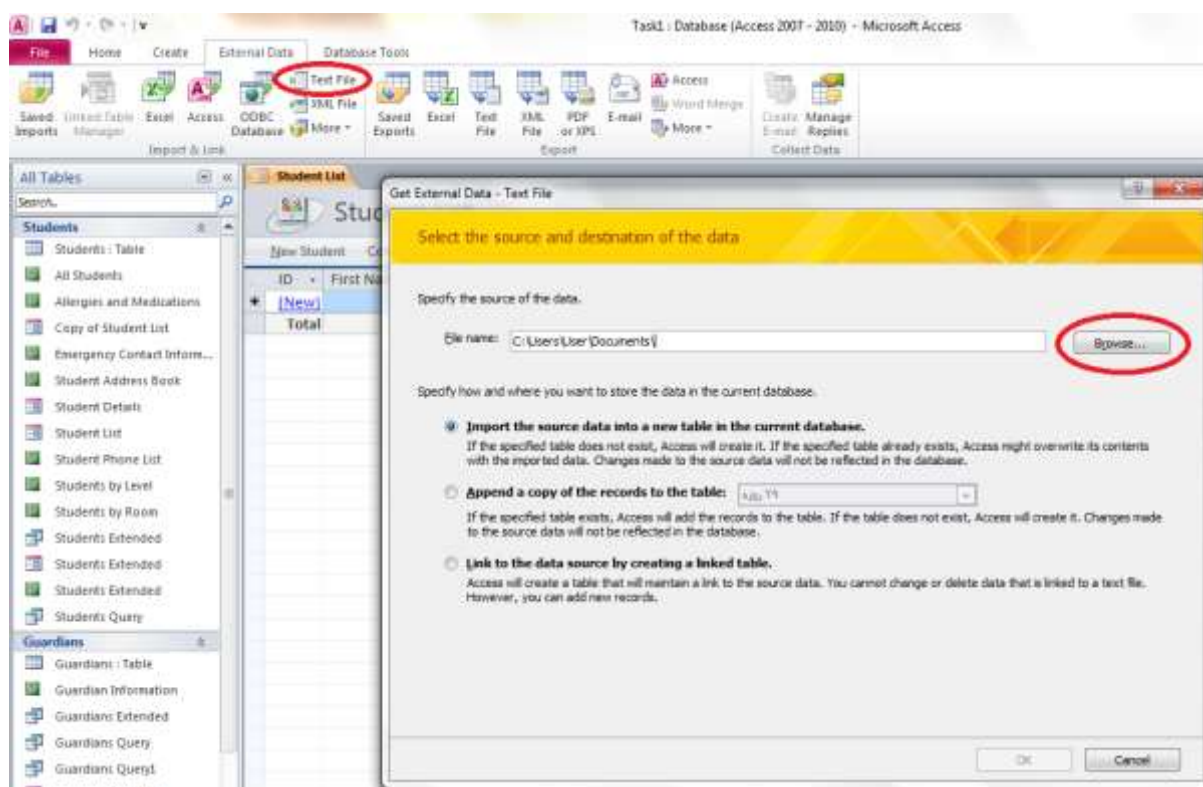 Task1 : Database (Access 2007 - 2010) - Microsoft Access
File Home Create External Data Database Tools
Saved Imports
Linked Table Manager
Excel
Access
ODBC Database
Text File
XML File
More
Saved Exports
Excel
Text File
XML File
PDF or XPS
E-mail
Access
Word Merge
More
Create E-mail
Manage Replies
Import & Link
Export
Collect Data
All Tables
Search..
Students
Students : Table
All Students
Allergies and Medications
Copy of Student List
Emergency Contact Inform...
Student Address Book
Student Details
Student List
Student Phone List
Students by Level
Students by Room
Students Extended
Students Extended
Students Extended
Students Query
Guardians
Guardians : Table
Guardian Information
Guardians Extended
Guardians Query
Guardians Query1
Student List
Stud
New Student
ID First Na
(New)
Total
Get External Data - Text File
Select the source and destination of the data
Specify the source of the data.
File name: C:\Users\User\Documents\
Browse...
Specify how and where you want to store the data in the current database.
Import the source data into a new table in the current database.
If the specified table does not exist, Access will create it. If the specified table already exists, Access might overwrite its contents
with the imported data. Changes made to the source data will not be reflected in the database.
Append a copy of the records to the table:
If the specified table exists, Access will add the records to the table. If the table does not exist, Access will create it. Changes made
to the source data will not be reflected in the database.
Link to the data source by creating a linked table.
Access will create a table that will maintain a link to the source data. You cannot change or delete data that is linked to a text file.
However, you can add new records.
OK
Cancel